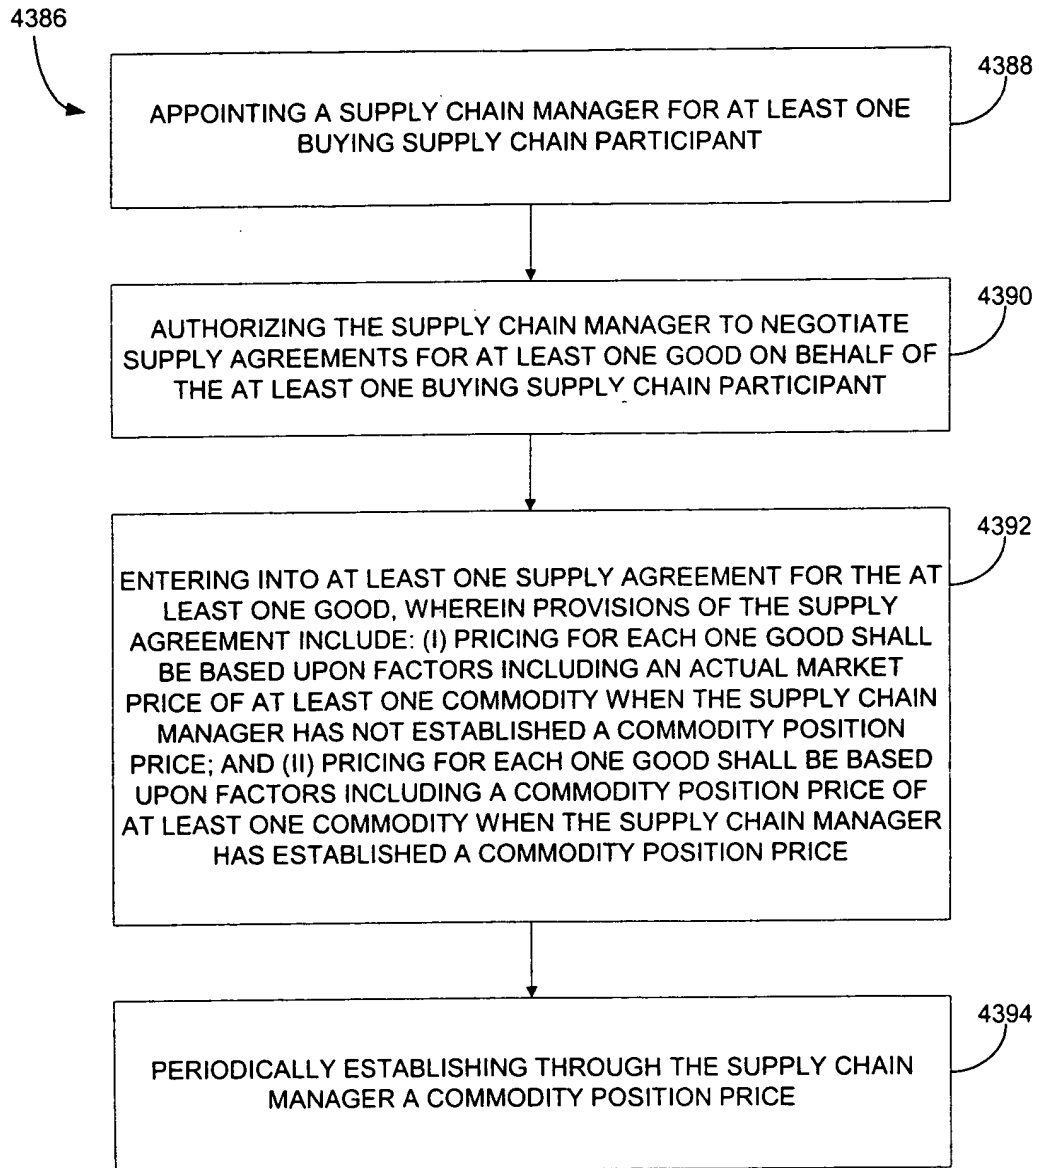 4386
4388
APPOINTING A SUPPLY CHAIN MANAGER FOR AT LEAST ONE
BUYING SUPPLY CHAIN PARTICIPANT
4390
AUTHORIZING THE SUPPLY CHAIN MANAGER TO NEGOTIATE
SUPPLY AGREEMENTS FOR AT LEAST ONE GOOD ON BEHALF OF
THE AT LEAST ONE BUYING SUPPLY CHAIN PARTICIPANT
4392
ENTERING INTO AT LEAST ONE SUPPLY AGREEMENT FOR THE AT
LEAST ONE GOOD, WHEREIN PROVISIONS OF THE SUPPLY
AGREEMENT INCLUDE: (I) PRICING FOR EACH ONE GOOD SHALL
BE BASED UPON FACTORS INCLUDING AN ACTUAL MARKET
PRICE OF AT LEAST ONE COMMODITY WHEN THE SUPPLY CHAIN
MANAGER HAS NOT ESTABLISHED A COMMODITY POSITION
PRICE; AND (II) PRICING FOR EACH ONE GOOD SHALL BE BASED
UPON FACTORS INCLUDING A COMMODITY POSITION PRICE OF
AT LEAST ONE COMMODITY WHEN THE SUPPLY CHAIN MANAGER
HAS ESTABLISHED A COMMODITY POSITION PRICE
4394
PERIODICALLY ESTABLISHING THROUGH THE SUPPLY CHAIN
MANAGER A COMMODITY POSITION PRICE